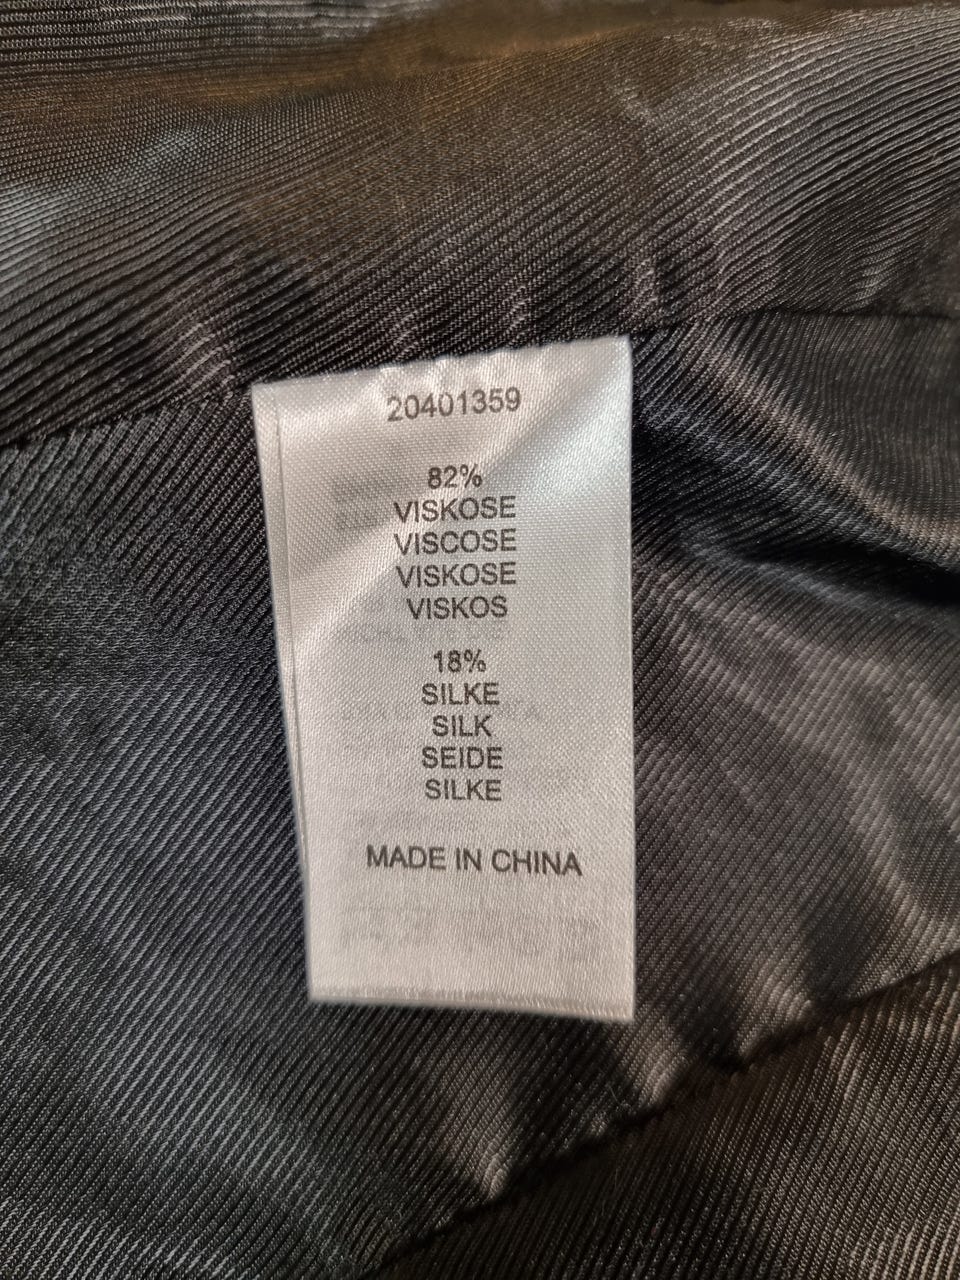 20401359
82%
VISKOSE
VISCOSE
VISKOSE
VISKOS
18%
SILKE
SILK
SEIDE
SILKE
MADE IN CHINA